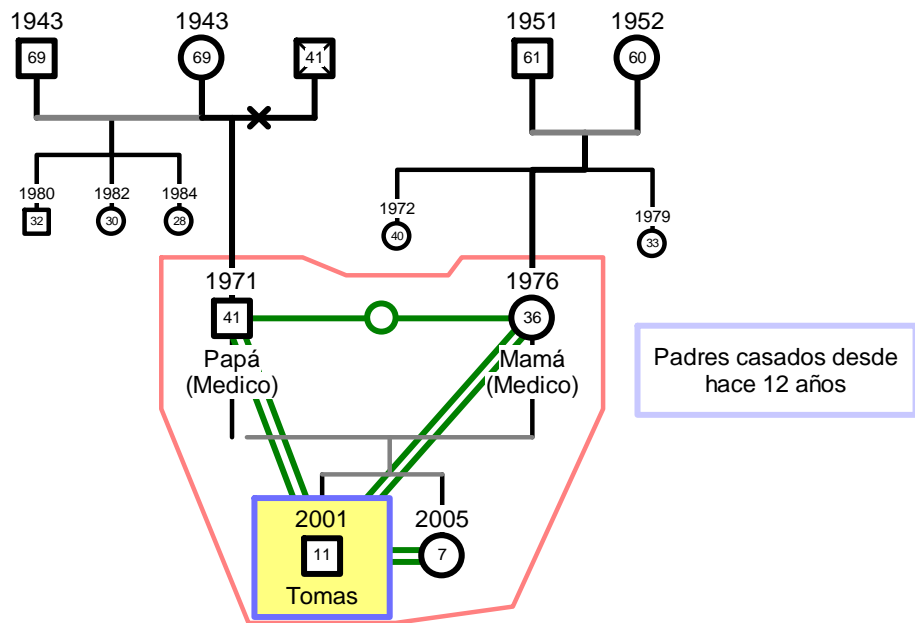 1943 1943 1951 1952
69 69 41 61 60
1980 1982 1984
32 30 28
1972 1979
40 33
1971 1976
41 36
Papá Mamá
(Medico) (Medico)
Padres casados desde
hace 12 años
2001 2005
11 7
Tomas